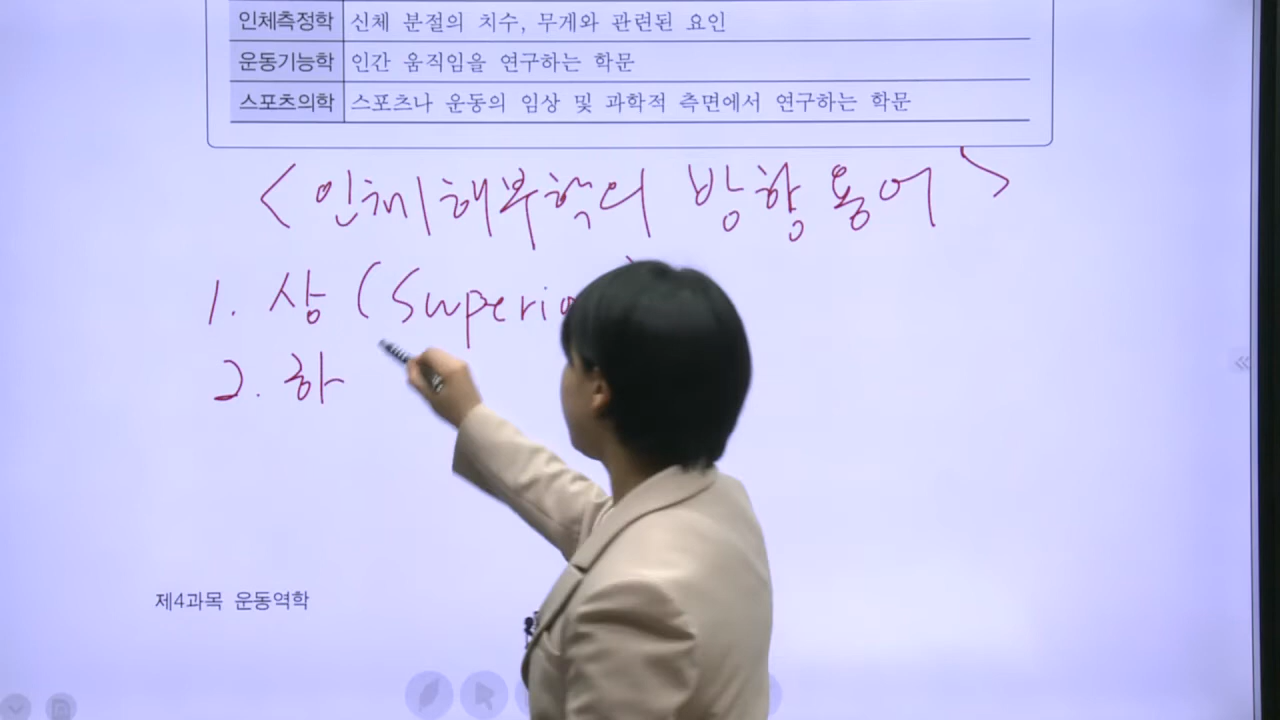 인체측정학 신체 분절의 치수, 무게와 관련된 요인
운동기능학 인간 움직임을 연구하는 학문
스포츠의학 스포츠나 운동의 임상 및 과학적 측면에서 연구하는 학문
<인체해부학의 방향용어>
1. 상 (Superio
2. 하
제4과목 운동역학